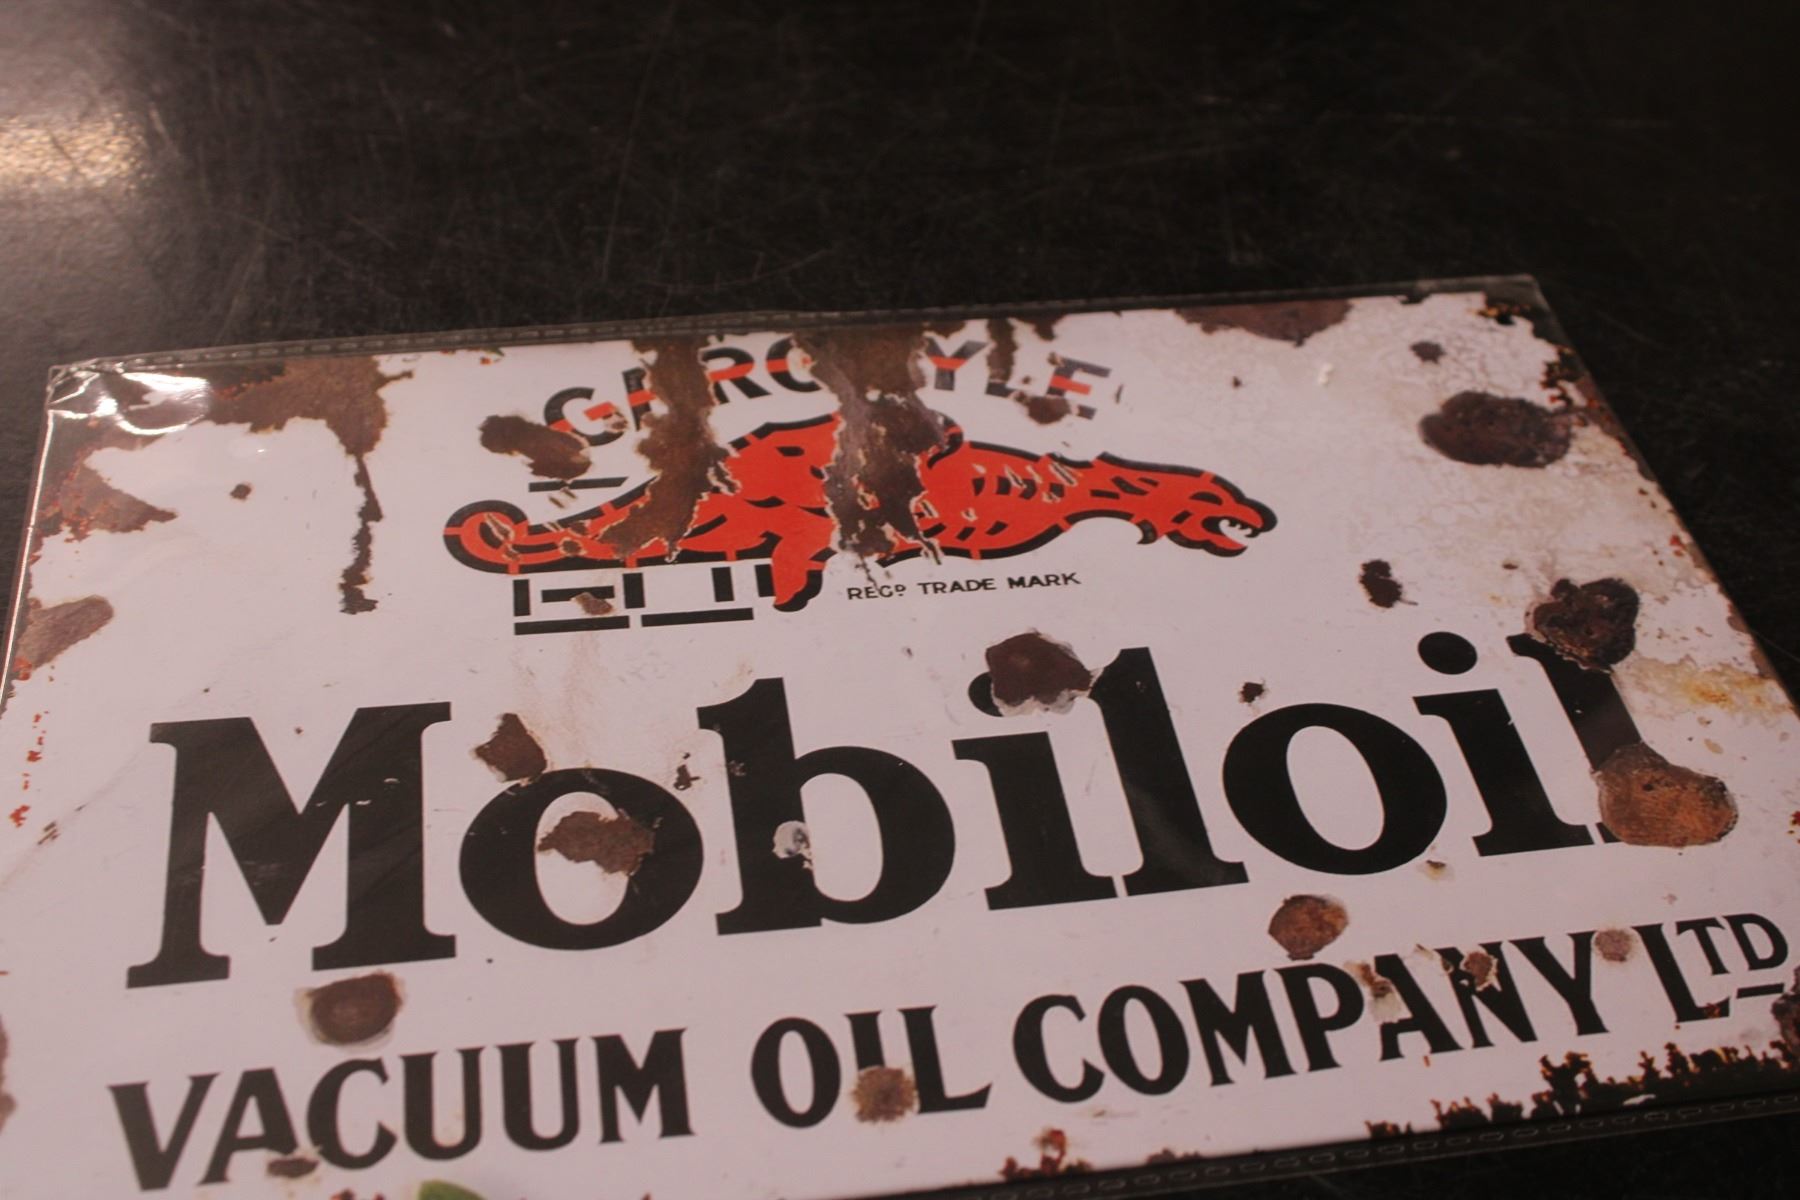 GARGOYLE
REGD TRADE MARK
Mobiloil
VACUUM OIL COMPANY LTD